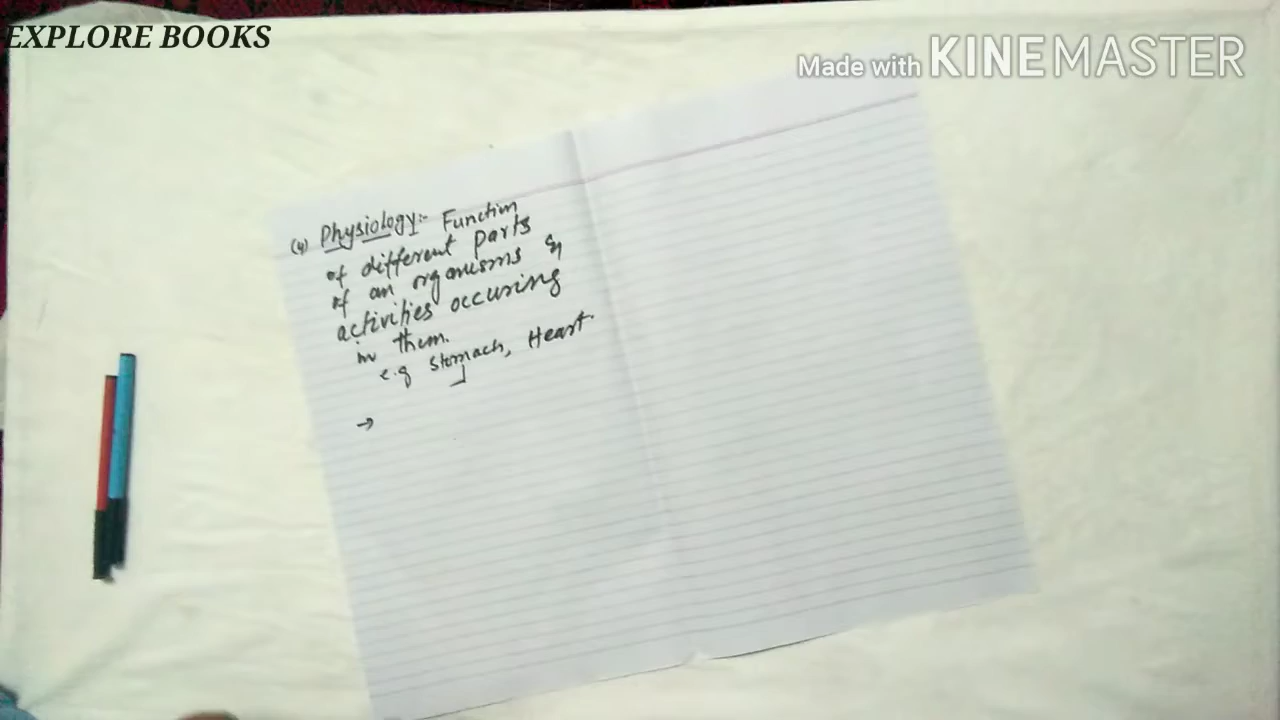 EXPLORE BOOKS
Made with KINEMASTER
(4) Physiology:- Function
of different parts
of an organisms &
activities occuring
in them.
e.g Stomach, Heart.
→